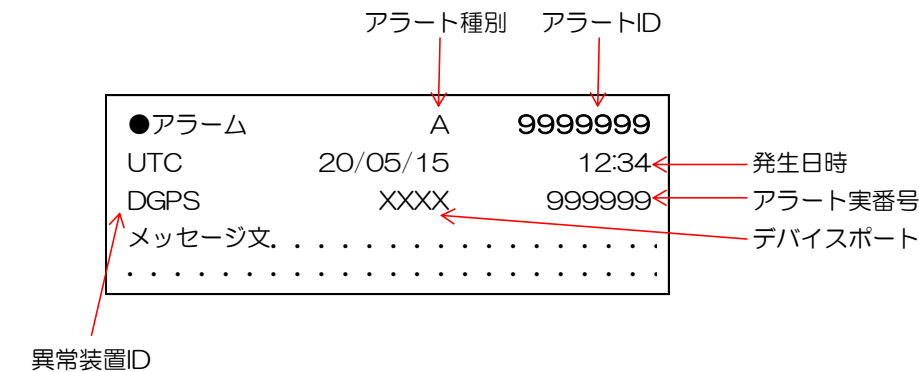 アラート種別 アラートID
●アラーム A 9999999
UTC 20/05/15 12:34 発生日時
DGPS XXXX 999999 アラート実番号
メッセージ文. . . . . . . . . . . . . . . . . デバイスポート
. . . . . . . . . . . . . . . . . . . . . . .
異常装置ID